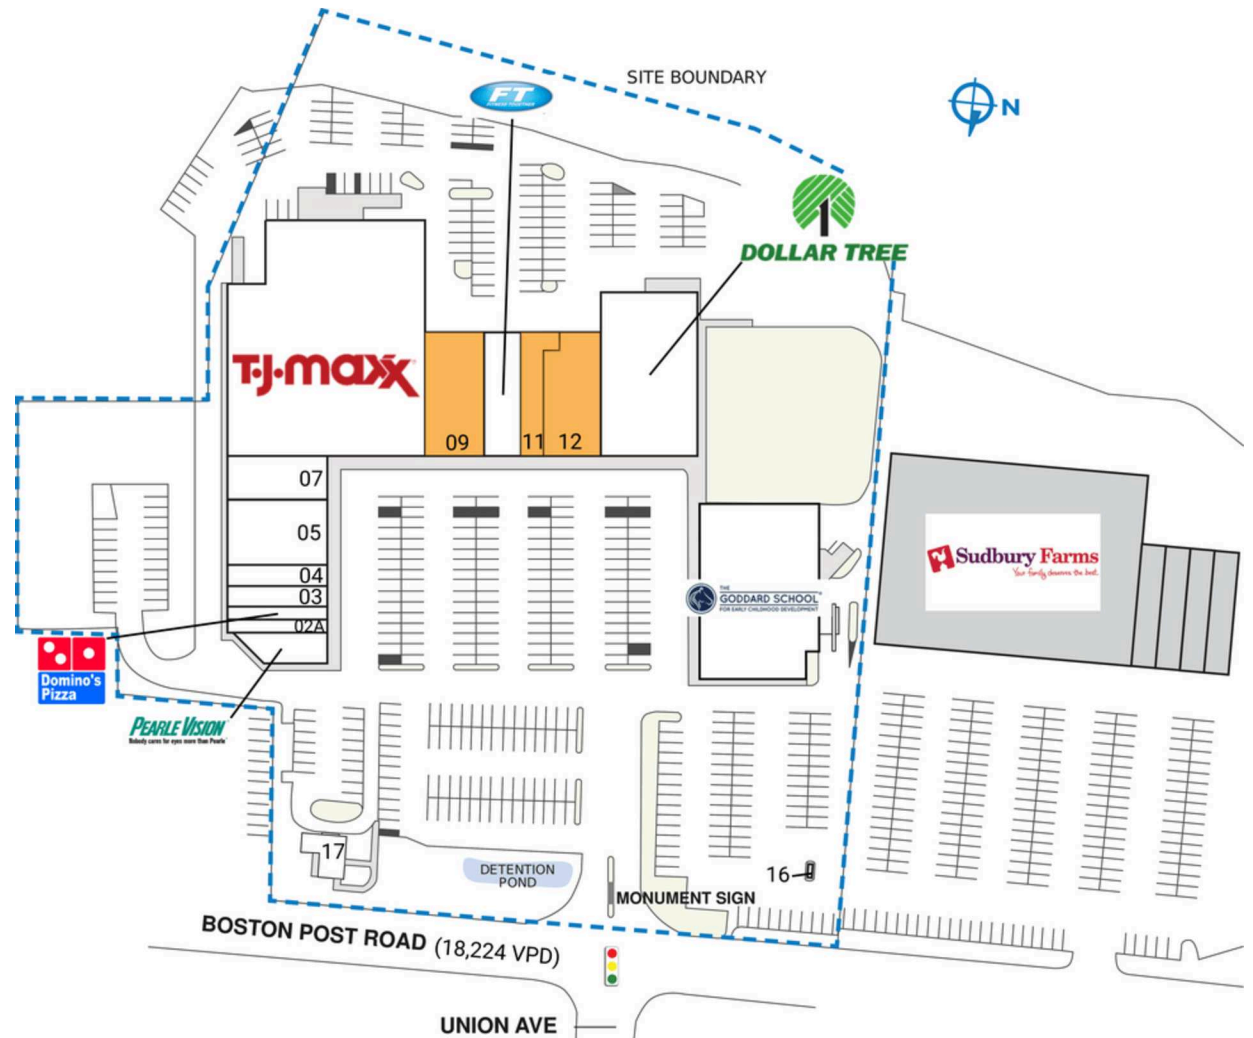 SITE BOUNDARY
FT
FITNESS TOGETHER
N
DOLLAR TREE
T·J·maxx
09
11
12
07
05
04
03
02A
Sudbury Farms
Your family deserves the best.
THE
GODDARD SCHOOL
FOR EARLY CHILDHOOD DEVELOPMENT
Domino's
Pizza
PEARLE VISION
Nobody cares for eyes more than Pearle
17
DETENTION
POND
16
MONUMENT SIGN
BOSTON POST ROAD (18,224 VPD)
UNION AVE